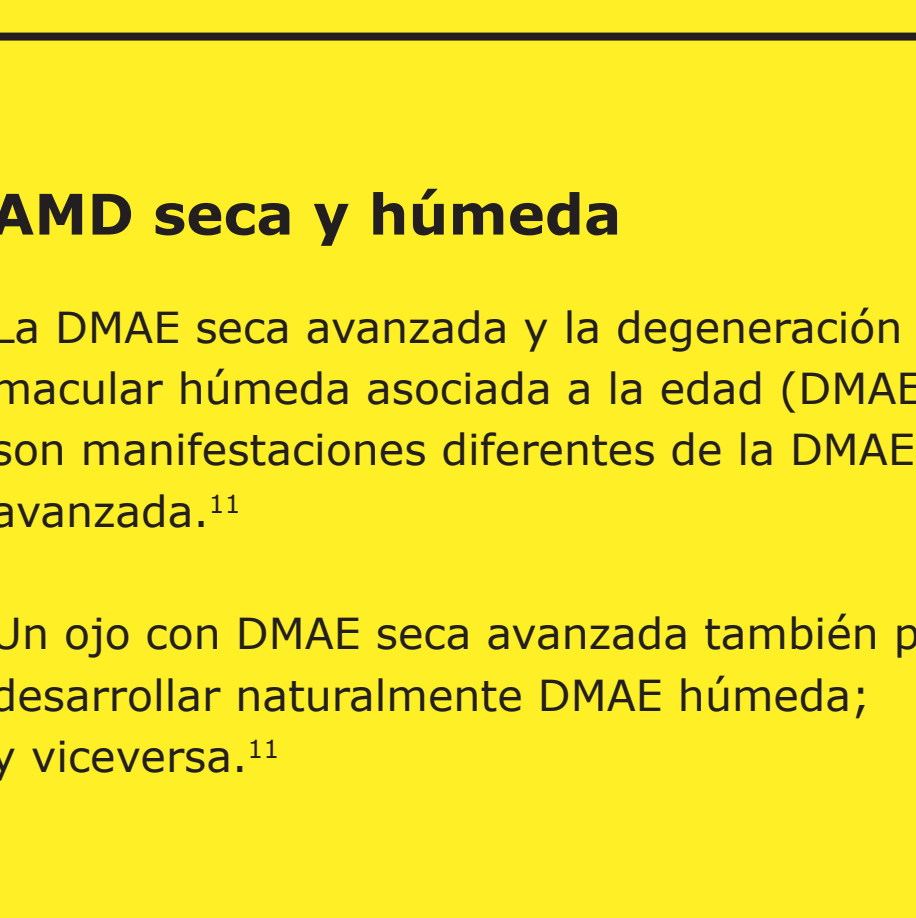 AMD seca y húmeda
La DMAE seca avanzada y la degeneración
macular húmeda asociada a la edad (DMAE
son manifestaciones diferentes de la DMAE
avanzada.¹¹
Un ojo con DMAE seca avanzada también p
desarrollar naturalmente DMAE húmeda;
y viceversa.¹¹